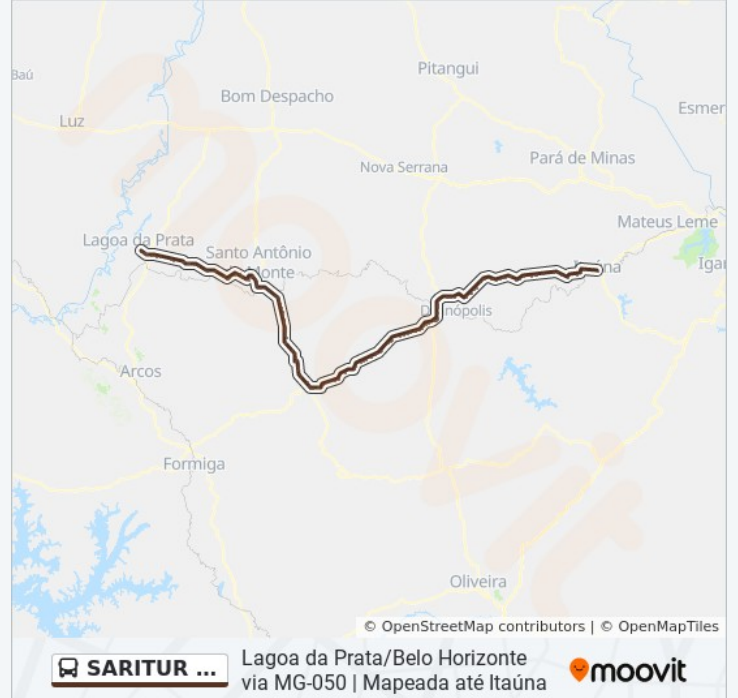 Baú
Pitangui
Bom Despacho
Luz
Esmer
Nova Serrana
Pará de Minas
Mateus Leme
Lagoa da Prata
Santo Antônio
Monte
Igar
Arcos
Formiga
Oliveira
moovit
© OpenStreetMap contributors | © OpenMapTiles
SARITUR ...
Lagoa da Prata/Belo Horizonte
via MG-050 | Mapeada até Itaúna
moovit